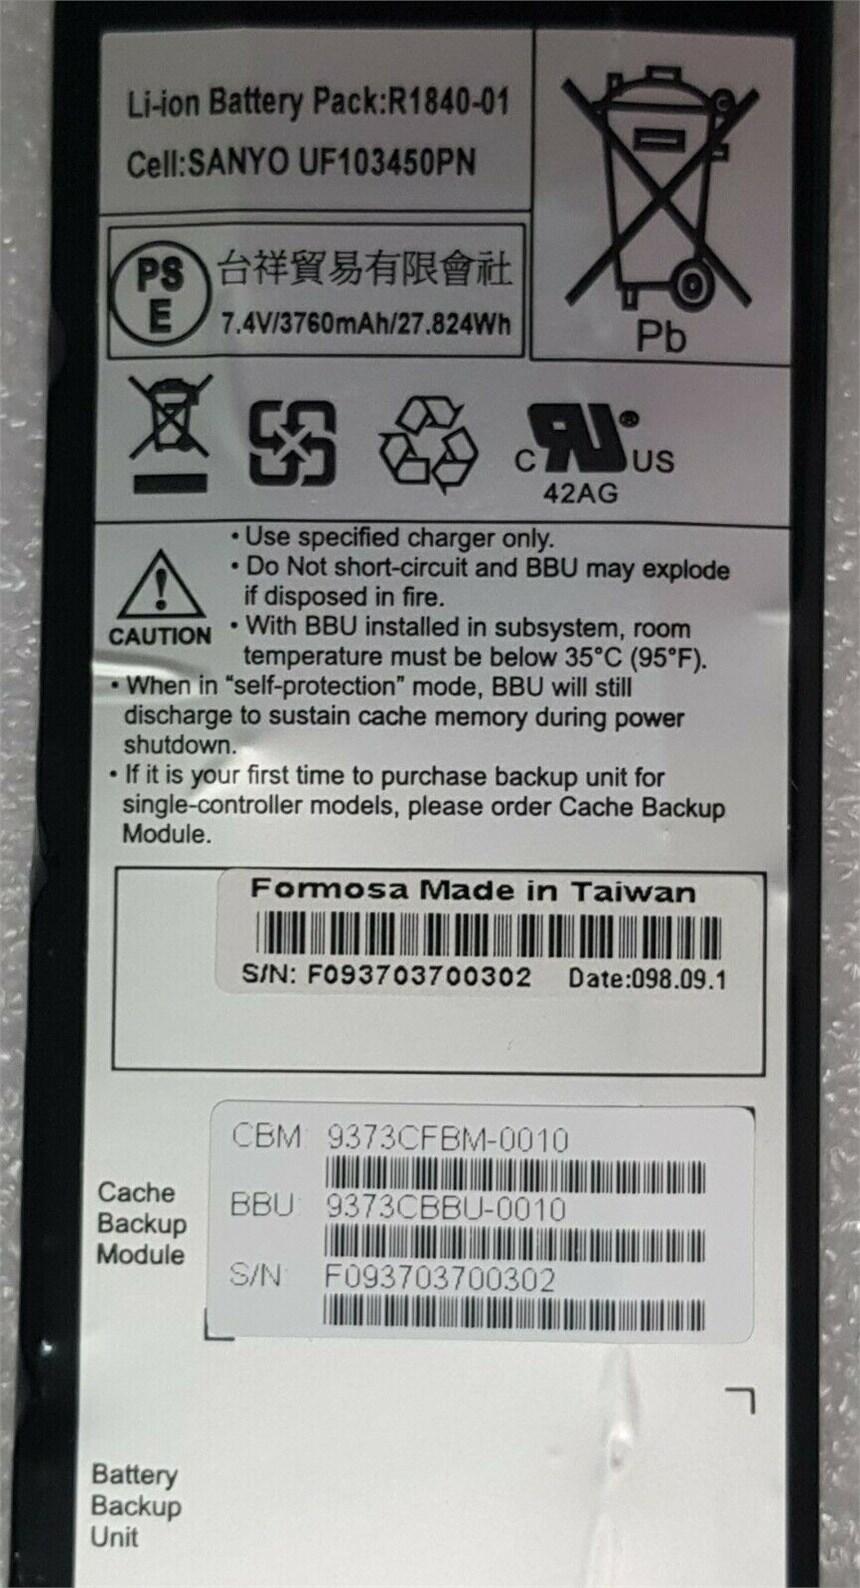 Li-ion Battery Pack:R1840-01
Cell:SANYO UF103450PN
PS
E
台祥貿易有限會社
7.4V/3760mAh/27.824Wh
Pb
C RU® US
42AG
CAUTION
• Use specified charger only.
• Do Not short-circuit and BBU may explode
if disposed in fire.
• With BBU installed in subsystem, room
temperature must be below 35°C (95°F).
• When in “self-protection” mode, BBU will still
discharge to sustain cache memory during power
shutdown.
• If it is your first time to purchase backup unit for
single-controller models, please order Cache Backup
Module.
Formosa Made in Taiwan
S/N: F093703700302 Date:098.09.1
Cache
Backup
Module
CBM: 9373CFBM-0010
BBU: 9373CBBU-0010
S/N: F093703700302
Battery
Backup
Unit